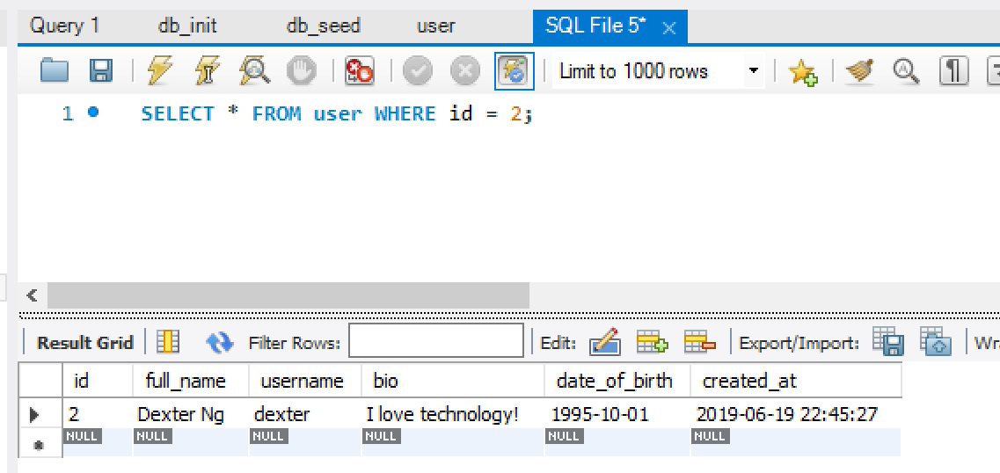 Query 1 db_init db_seed user SQL File 5* ×
Limit to 1000 rows
1 SELECT * FROM user WHERE id = 2;
Result Grid Filter Rows: Edit: Export/Import:
id full_name username bio date_of_birth created_at
2 Dexter Ng dexter I love technology! 1995-10-01 2019-06-19 22:45:27
NULL NULL NULL NULL NULL NULL